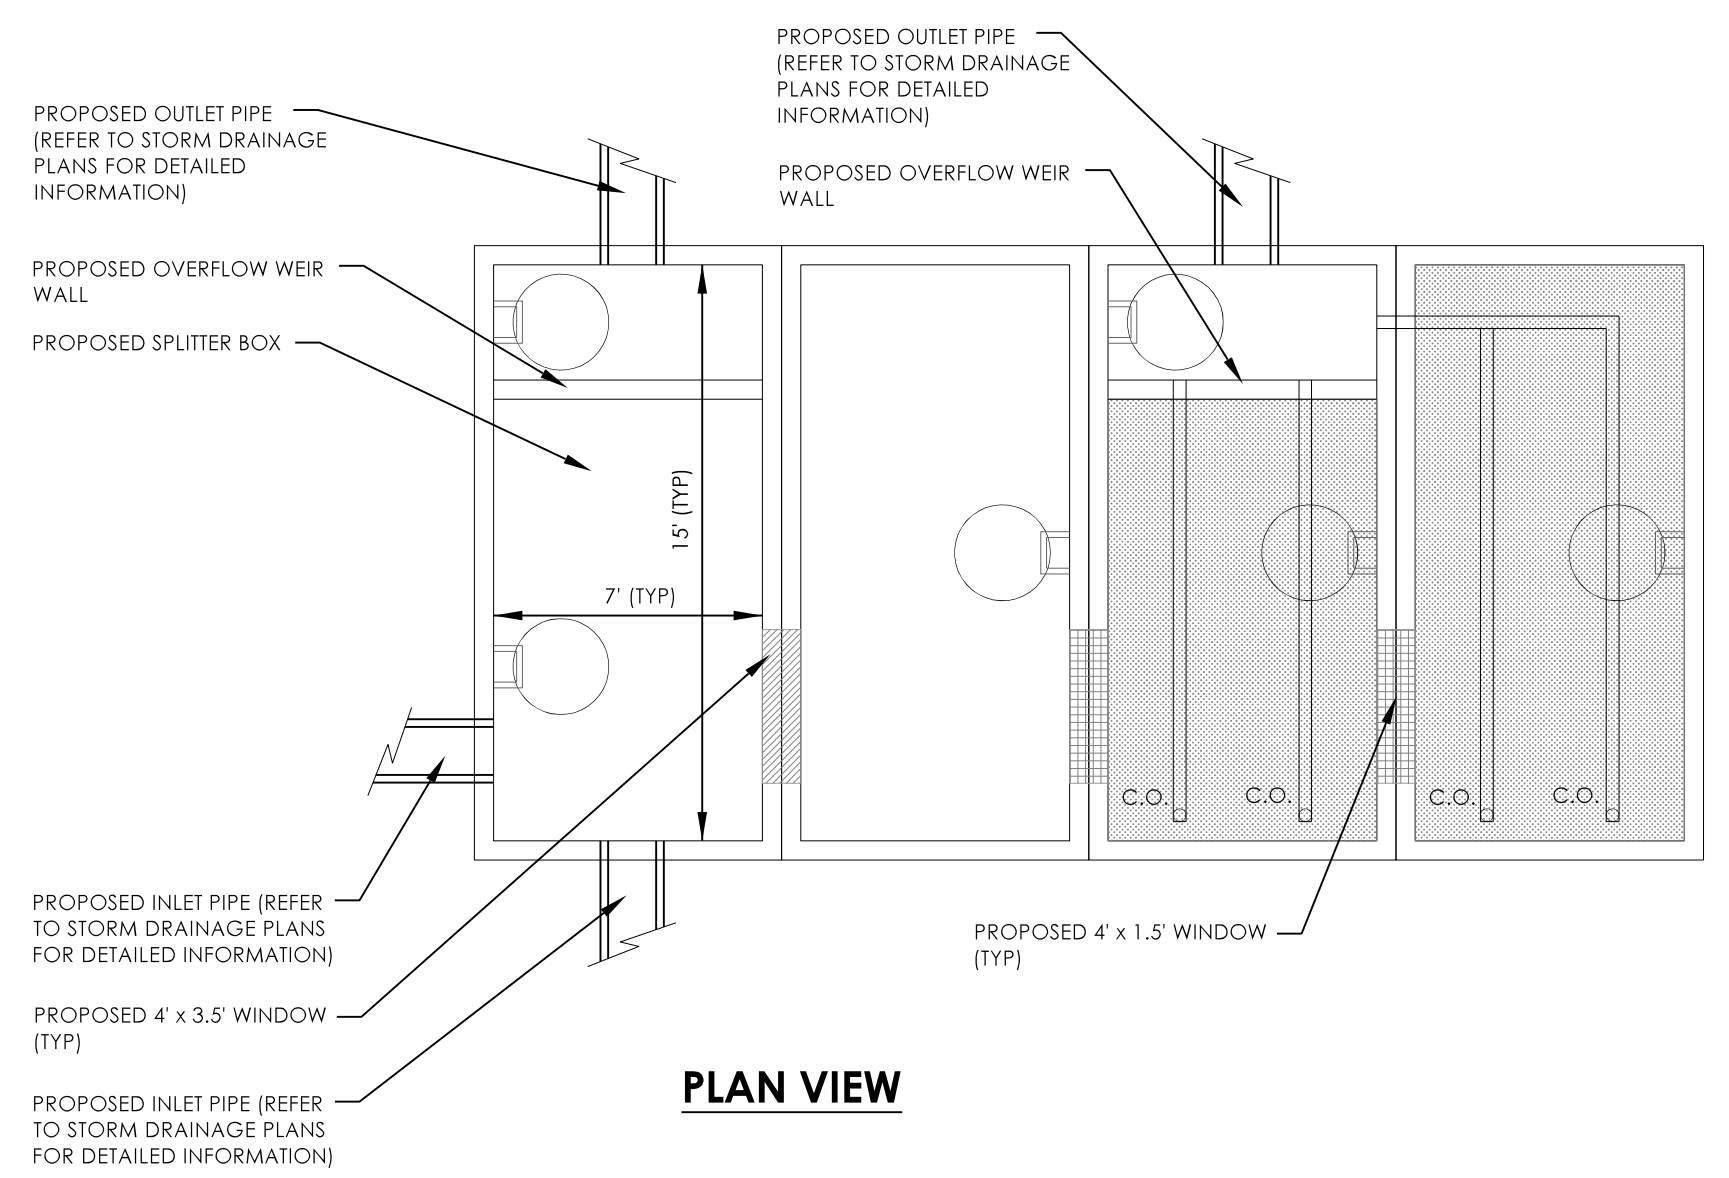 PROPOSED OUTLET PIPE
(REFER TO STORM DRAINAGE
PLANS FOR DETAILED
INFORMATION)
PROPOSED OVERFLOW WEIR
WALL
PROPOSED OUTLET PIPE
(REFER TO STORM DRAINAGE
PLANS FOR DETAILED
INFORMATION)
PROPOSED OVERFLOW WEIR
WALL
PROPOSED SPLITTER BOX
15' (TYP)
7' (TYP)
C.O.
C.O.
C.O.
C.O.
PROPOSED INLET PIPE (REFER
TO STORM DRAINAGE PLANS
FOR DETAILED INFORMATION)
PROPOSED 4' x 1.5' WINDOW
(TYP)
PROPOSED 4' x 3.5' WINDOW
(TYP)
PROPOSED INLET PIPE (REFER
TO STORM DRAINAGE PLANS
FOR DETAILED INFORMATION)
PLAN VIEW